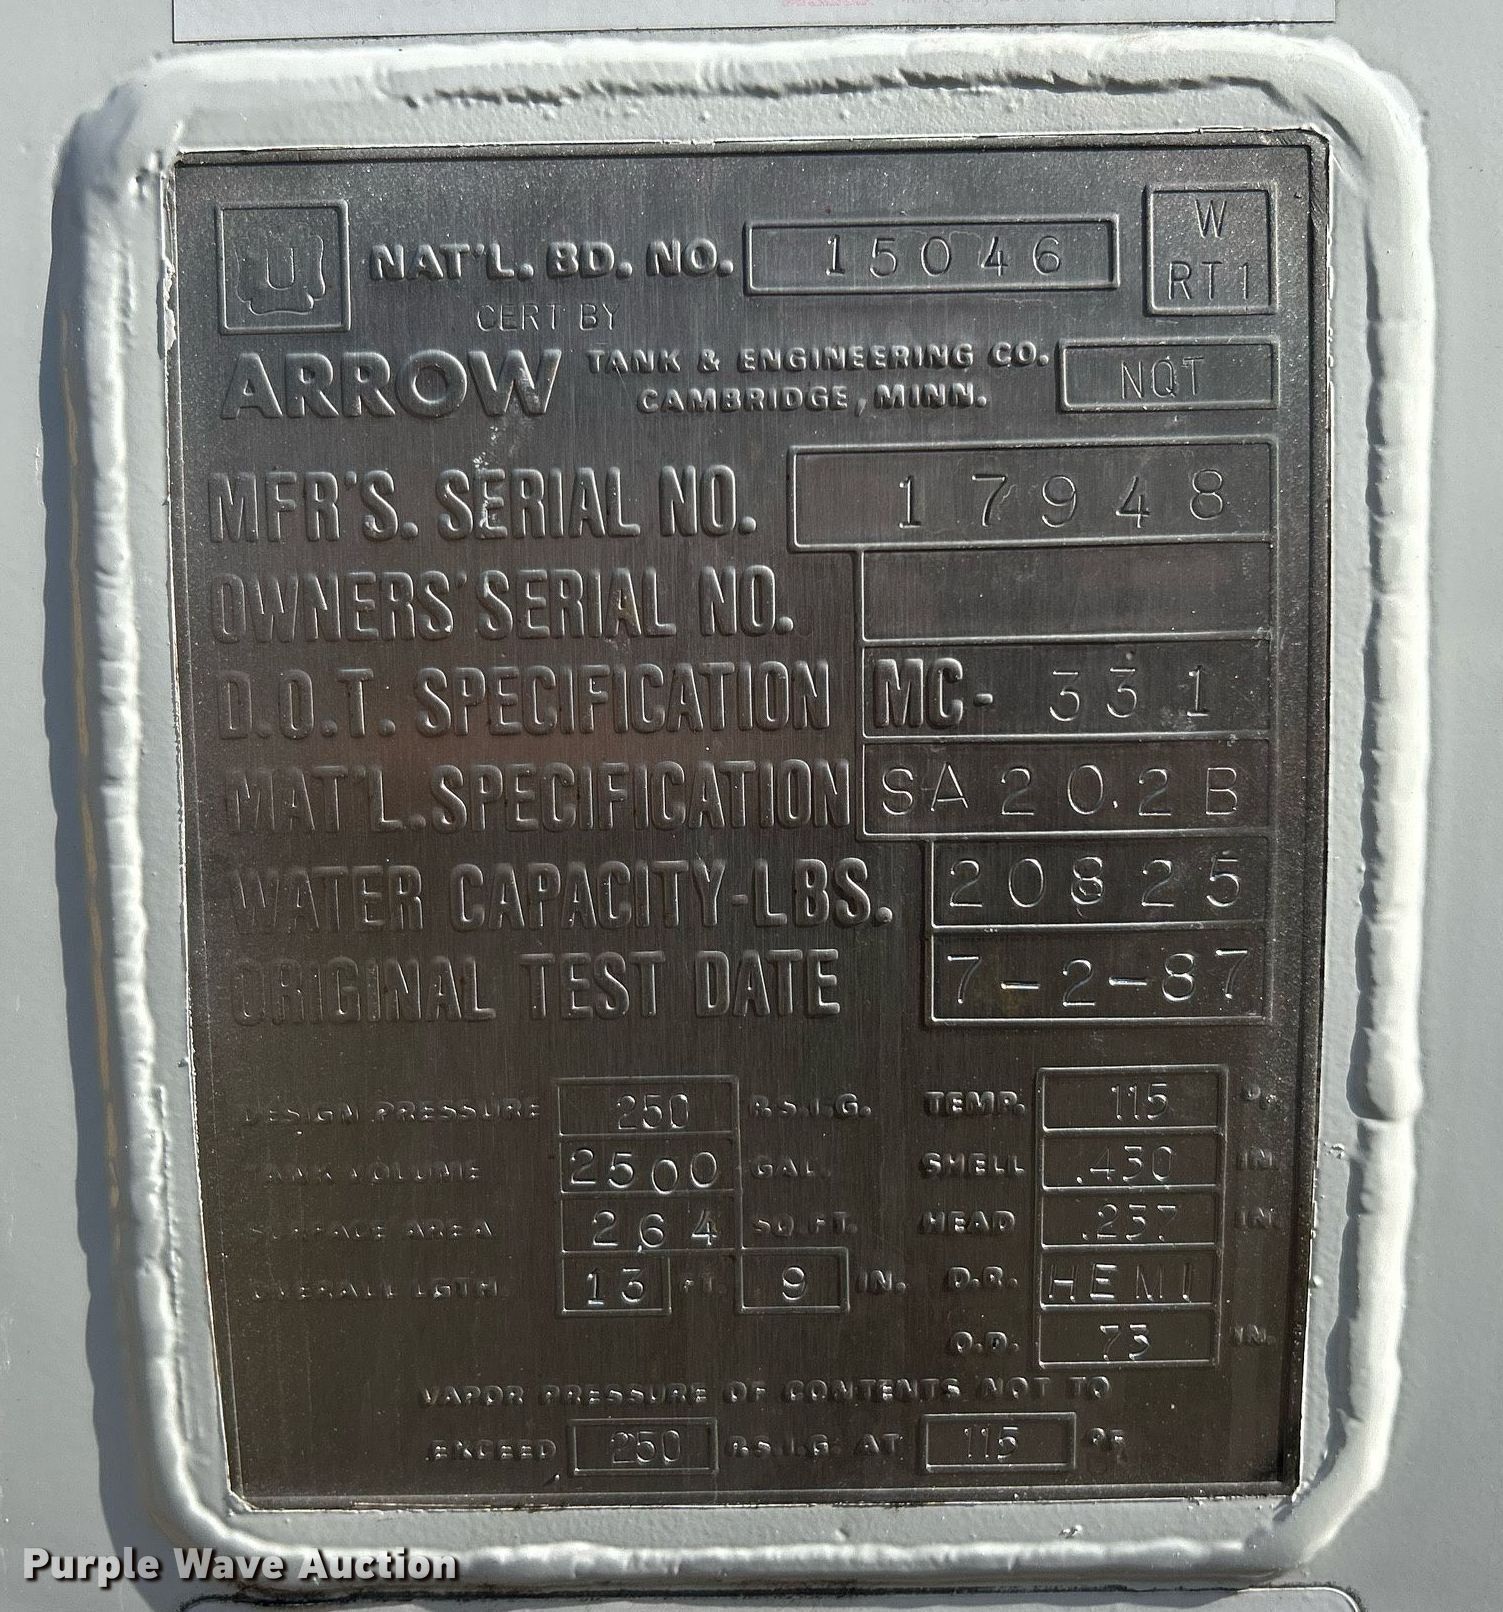 U NAT'L. BD. NO. 15046 W
RT1
CERT BY
ARROW TANK & ENGINEERING CO.
CAMBRIDGE, MINN. NQT
MFR'S. SERIAL NO. 17948
OWNERS' SERIAL NO.
D.O.T. SPECIFICATION MC- 331
MAT'L. SPECIFICATION SA202B
WATER CAPACITY-LBS. 20825
ORIGINAL TEST DATE 7-2-87
DESIGN PRESSURE 250 P.S.I.G. TEMP. 115 °F.
TANK VOLUME 2500 GAL. SHELL .430 IN.
SURFACE AREA 264 SQ.FT. HEAD .237 IN.
OVERALL LGTH. 13 FT. 9 IN. D.R. HEMI
O.D. 73 IN.
VAPOR PRESSURE OF CONTENTS NOT TO
EXCEED 250 P.S.I.G. AT 115 °F.
Purple Wave Auction